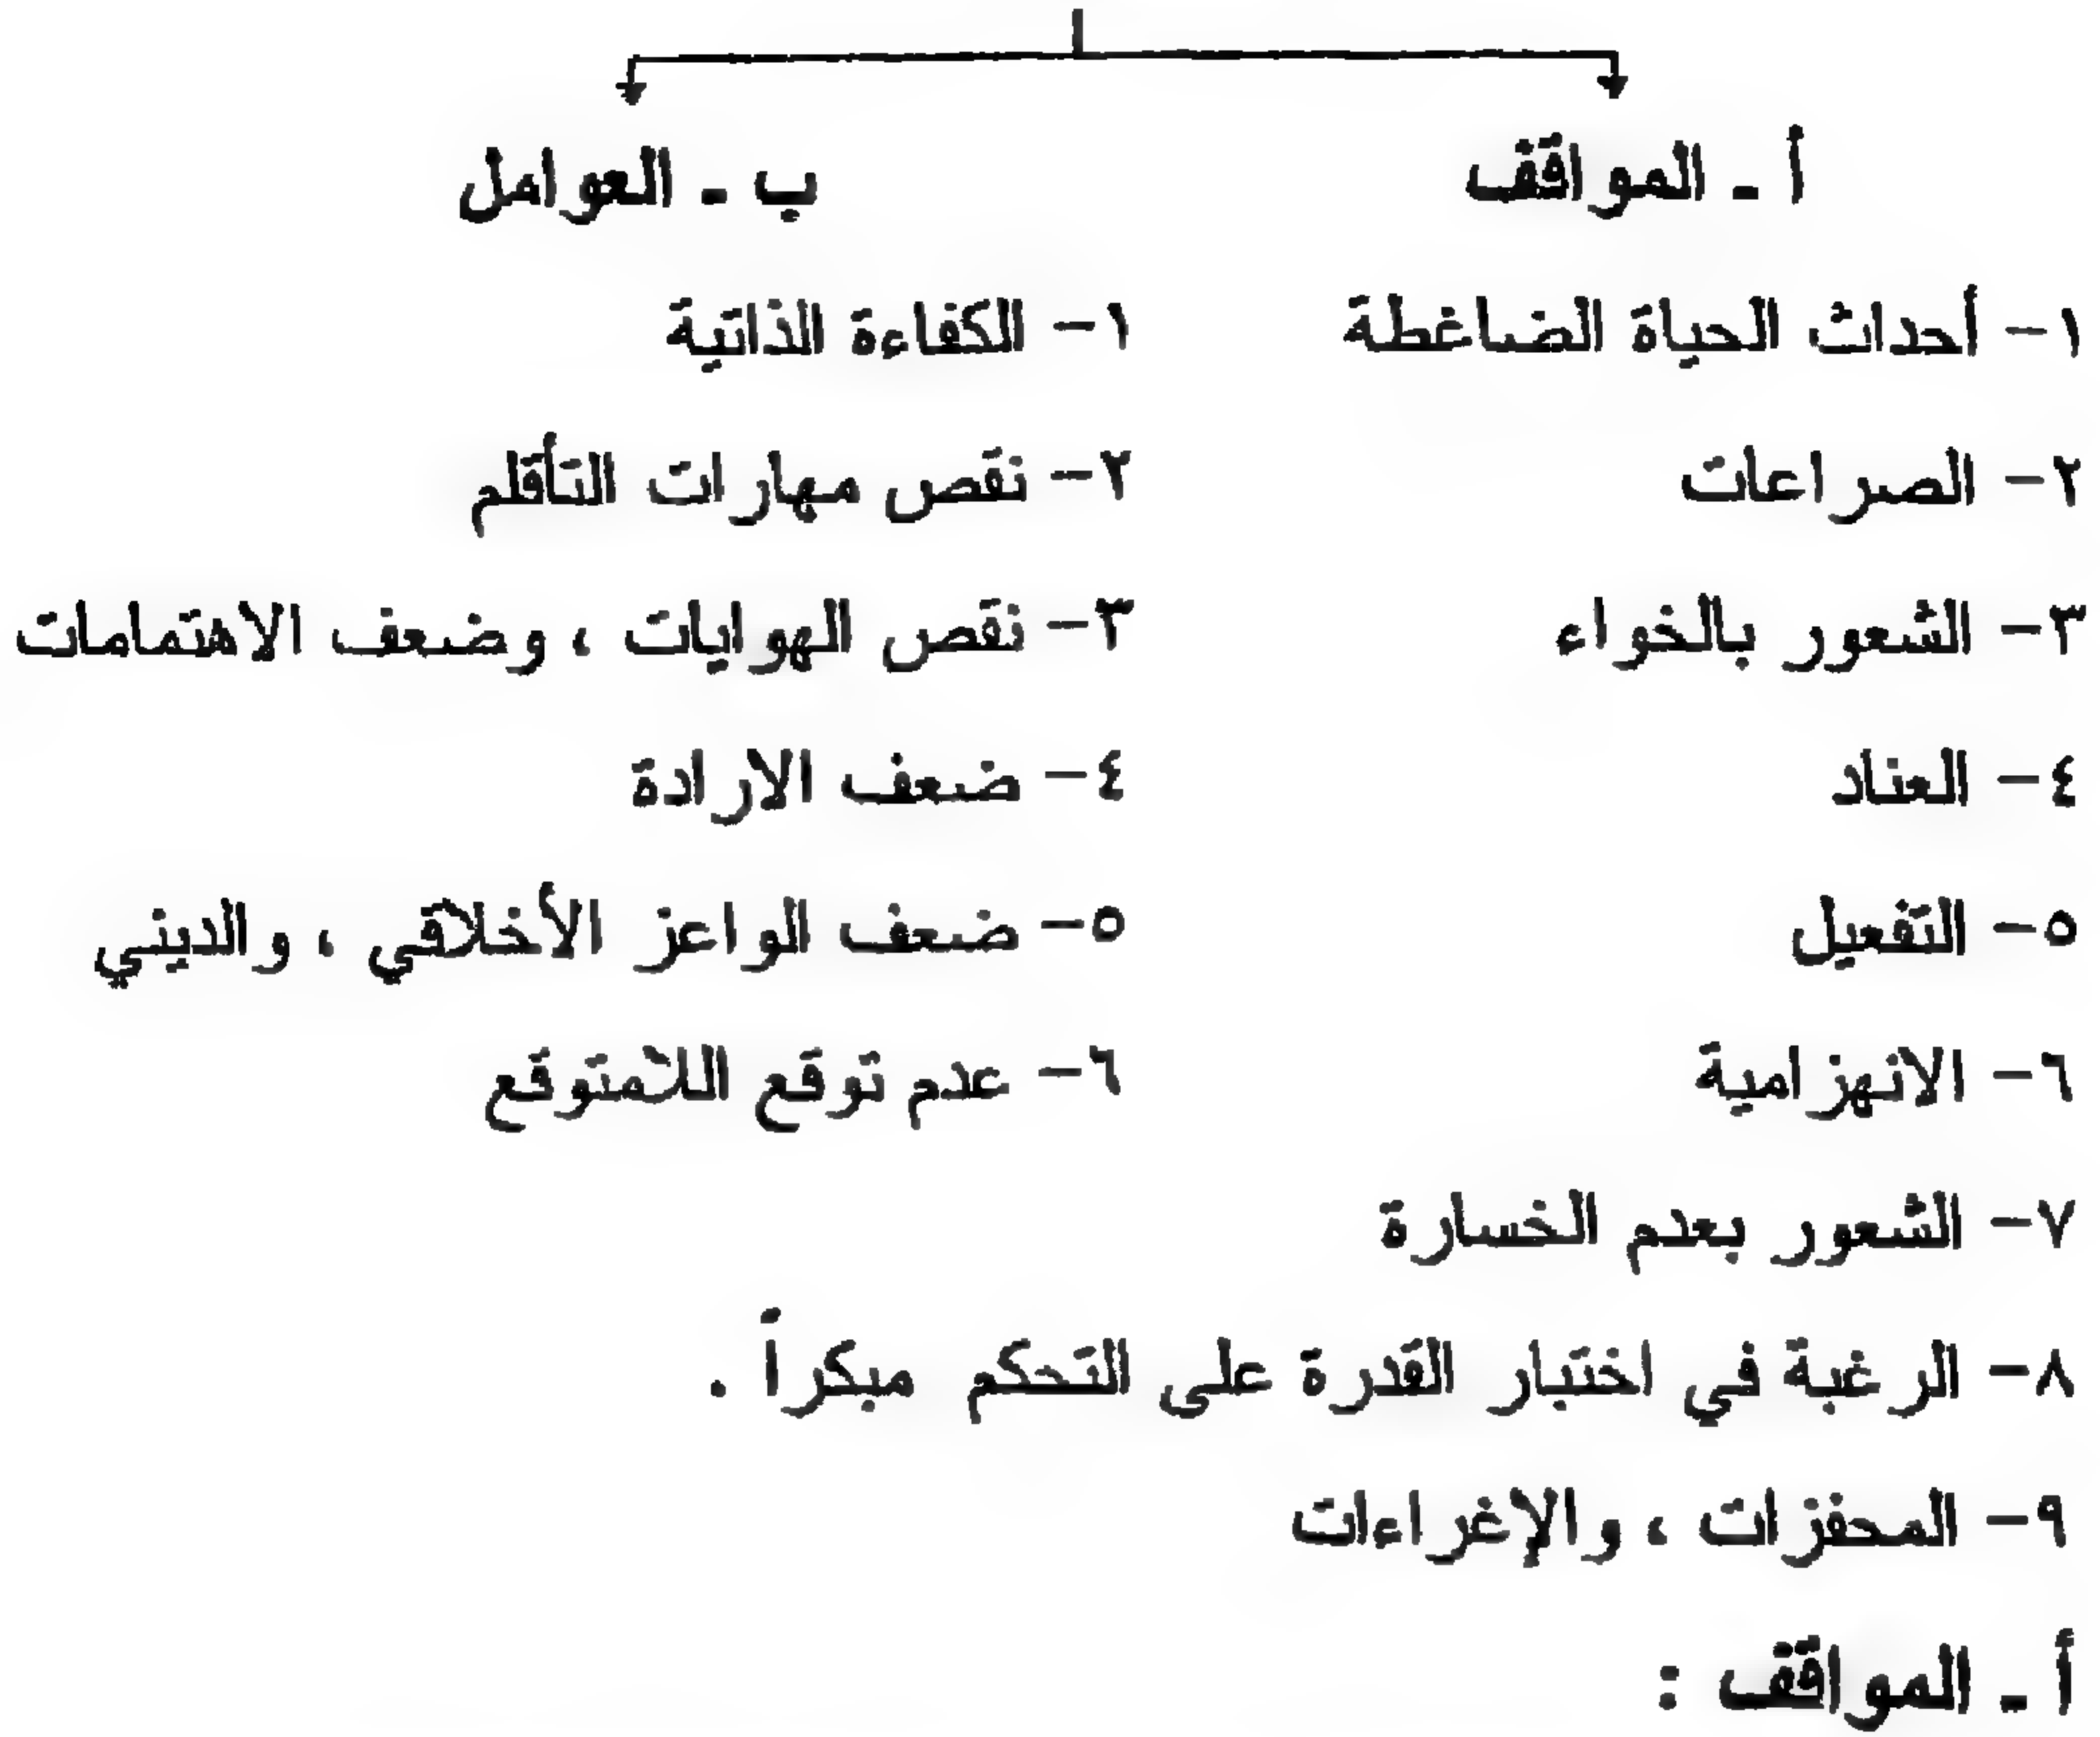 أ ـ المواقف
١- أحداث الحياة الضاغطة
٢- الصراعات
٣- الشعور بالخواء
٤- العناد
٥- التفعيل
٦- الانهزامية
٧- الشعور بعدم الخسارة
٨- الرغبة في اختبار القدرة على التحكم مبكراً .
٩- المحفزات ، والإغراءات
ب ـ العوامل
١- الكفاءة الذاتية
٢- نقص مهارات التأقلم
٣- نقص الهوايات ، وضعف الاهتمامات
٤- ضعف الارادة
٥- ضعف الواعز الأخلاقي ، والديني
٦- عدم توقع اللامتوقع
أ ـ المواقف :